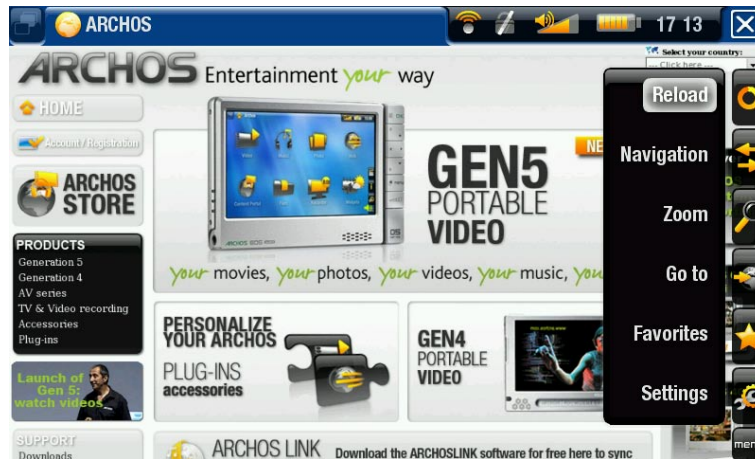 ARCHOS
17 13
Select your country:
--- Click here ---
ARCHOS Entertainment your way
HOME
Account / Registration
ARCHOS
STORE
PRODUCTS
Generation 5
Generation 4
AV series
TV & Video recording
Accessories
Plug-ins
Launch of
Gen 5:
watch videos
SUPPORT
Downloads
NE
GEN5
PORTABLE
VIDEO
your movies, your photos, your videos, your music, you
PERSONALIZE
YOUR ARCHOS
PLUG-INS
accessories
GEN4
PORTABLE
VIDEO
ARCHOS LINK Download the ARCHOSLINK software for free here to sync
Reload
Navigation
Zoom
Go to
Favorites
Settings
men